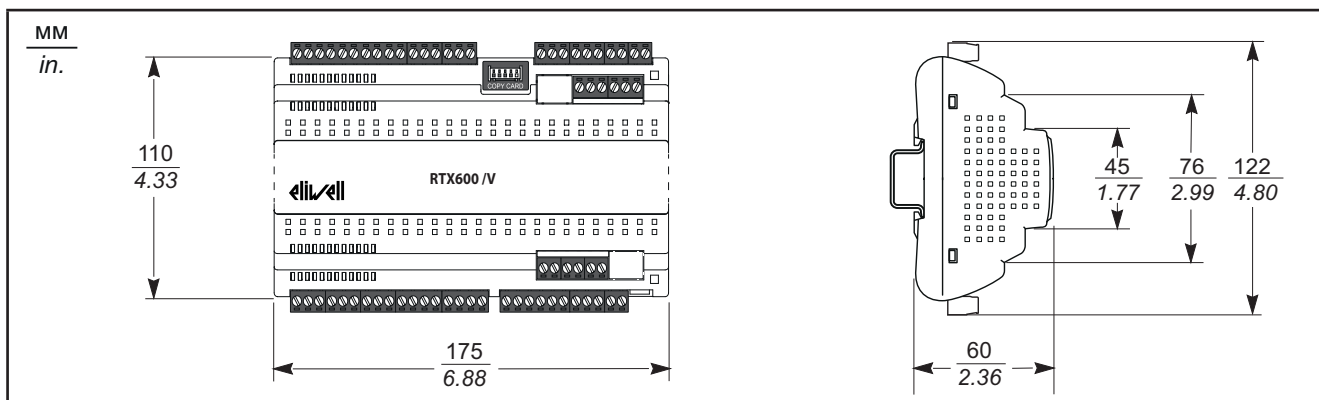 мм
in.
COPY CARD
110
4.33
eliwell
RTX600 /V
175
6.88
45
1.77
76
2.99
122
4.80
60
2.36